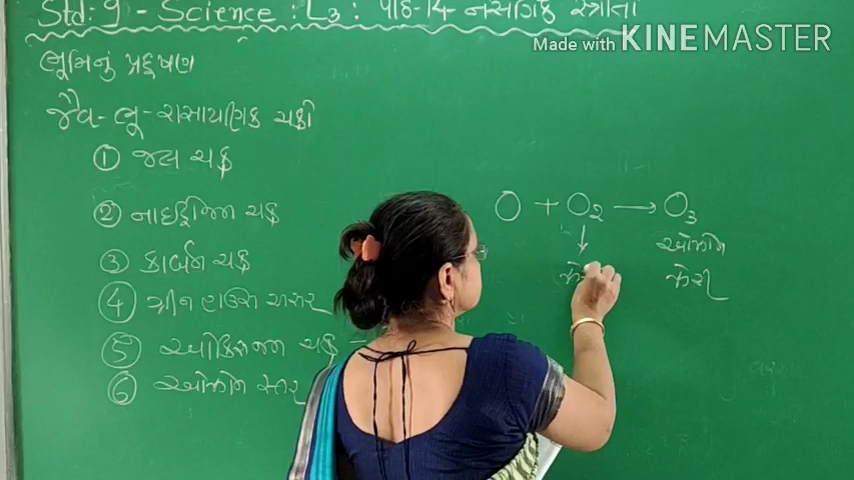 Std: 9 - Science : L3 : પાઠ-14 નૈસર્ગિક સ્ત્રોતો
Made with KINEMASTER
ભૂમિનું પ્રદૂષણ
જૈવ-ભૂ-રાસાયણિક ચક્રો
① જલ ચક્ર
② નાઇટ્રોજન ચક્ર
③ કાર્બન ચક્ર
④ ગ્રીન હાઉસ અસર
⑤ ઓક્સિજન ચક્ર -
⑥ ઓઝોન સ્તર
O + O2 → O3
↓
ઓઝોન
ઝેરી